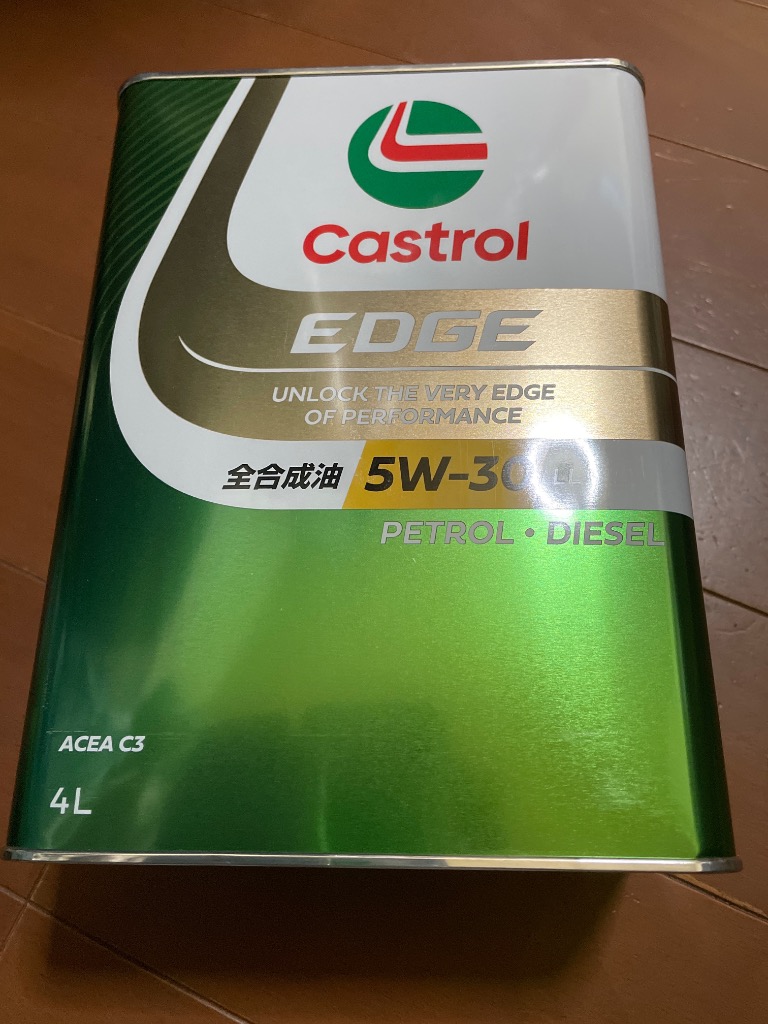 Castrol
EDGE
UNLOCK THE VERY EDGE
OF PERFORMANCE
全合成油 5W-30 LL
PETROL • DIESEL
ACEA C3
4L